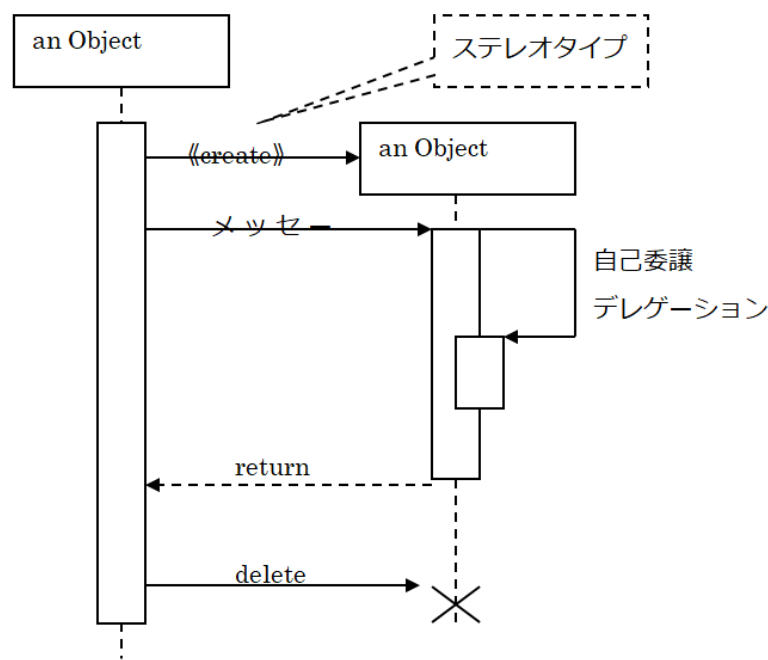 an Object
ステレオタイプ
《create》
an Object
メッセー
自己委譲
デレゲーション
return
delete